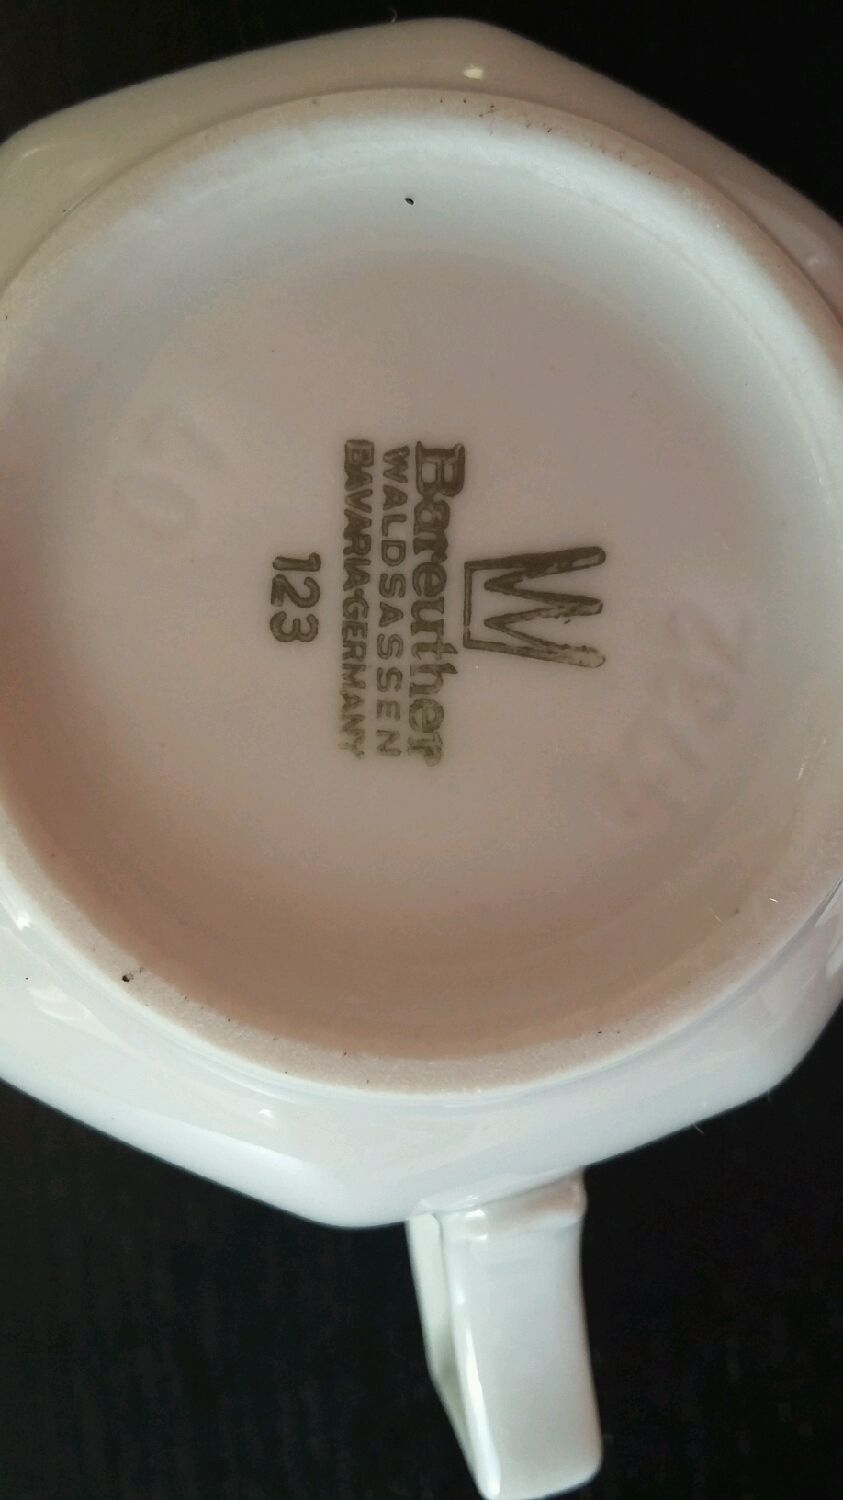 W
Bareuther
WALDSASSEN
BAVARIA·GERMANY
123